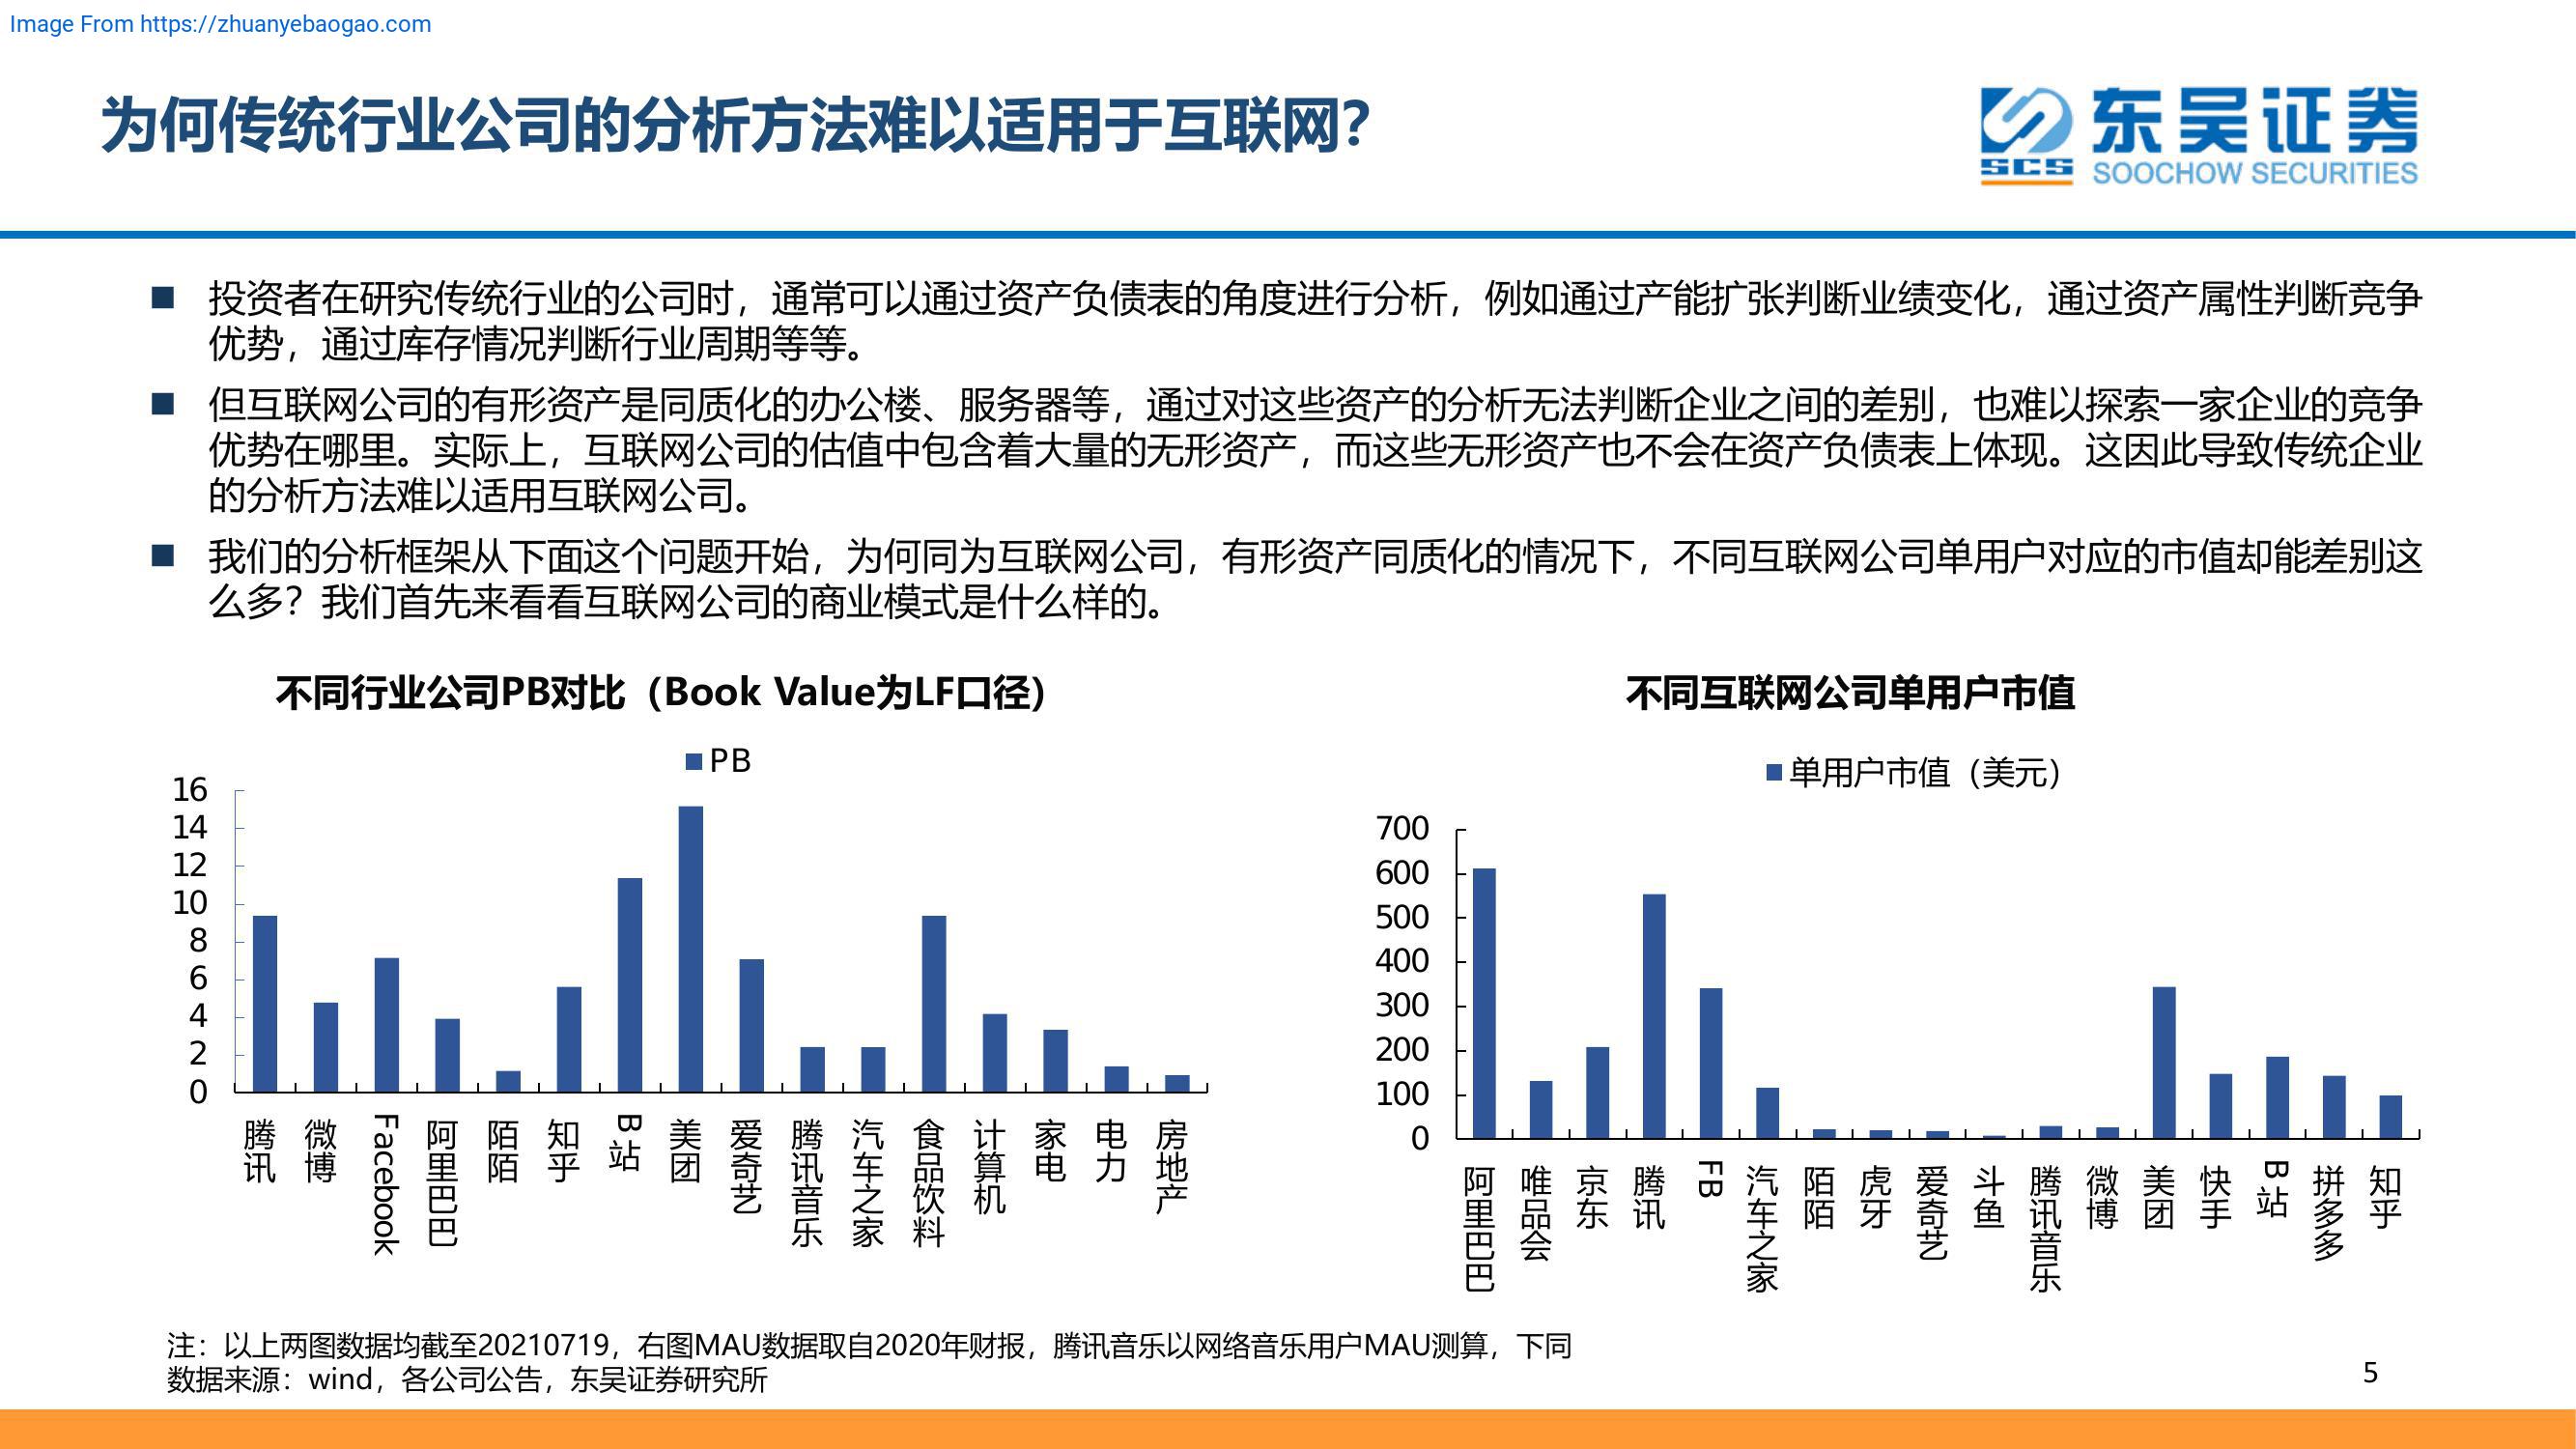 Image From https://zhuanyebaogao.com
为何传统行业公司的分析方法难以适用于互联网？
东吴证券
SCS
SOOCHOW SECURITIES
投资者在研究传统行业的公司时，通常可以通过资产负债表的角度进行分析，例如通过产能扩张判断业绩变化，通过资产属性判断竞争
优势，通过库存情况判断行业周期等等。
但互联网公司的有形资产是同质化的办公楼、服务器等，通过对这些资产的分析无法判断企业之间的差别，也难以探索一家企业的竞争
优势在哪里。实际上，互联网公司的估值中包含着大量的无形资产，而这些无形资产也不会在资产负债表上体现。这因此导致传统企业
的分析方法难以适用互联网公司。
我们的分析框架从下面这个问题开始，为何同为互联网公司，有形资产同质化的情况下，不同互联网公司单用户对应的市值却能差别这
么多？我们首先来看看互联网公司的商业模式是什么样的。
不同行业公司PB对比（Book Value为LF口径）
PB
16
14
12
10
8
6
4
2
0
腾讯
微博
Facebook
阿里巴巴
陌陌
知乎
B站
美团
爱奇艺
腾讯音乐
汽车之家
食品饮料
计算机
家电
电力
房地产
不同互联网公司单用户市值
单用户市值（美元）
700
600
500
400
300
200
100
0
阿里巴巴
唯品会
京东
腾讯
FB
汽车之家
陌陌
虎牙
爱奇艺
斗鱼
腾讯音乐
微博
美团
快手
B站
拼多多
知乎
注：以上两图数据均截至20210719，右图MAU数据取自2020年财报，腾讯音乐以网络音乐用户MAU测算，下同
数据来源：wind，各公司公告，东吴证券研究所
5